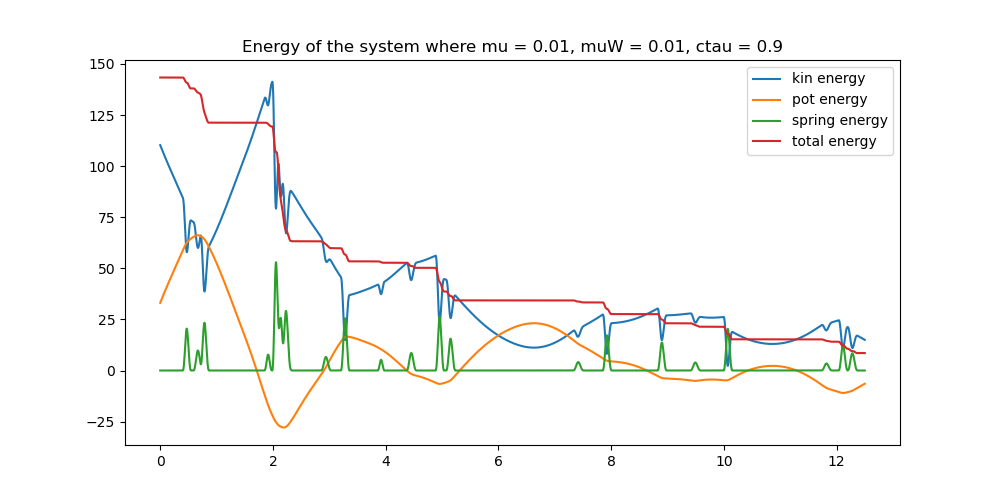 Energy of the system where mu = 0.01, muW = 0.01, ctau = 0.9
150
125
100
75
50
25
0
−25
0 2 4 6 8 10 12
kin energy
pot energy
spring energy
total energy